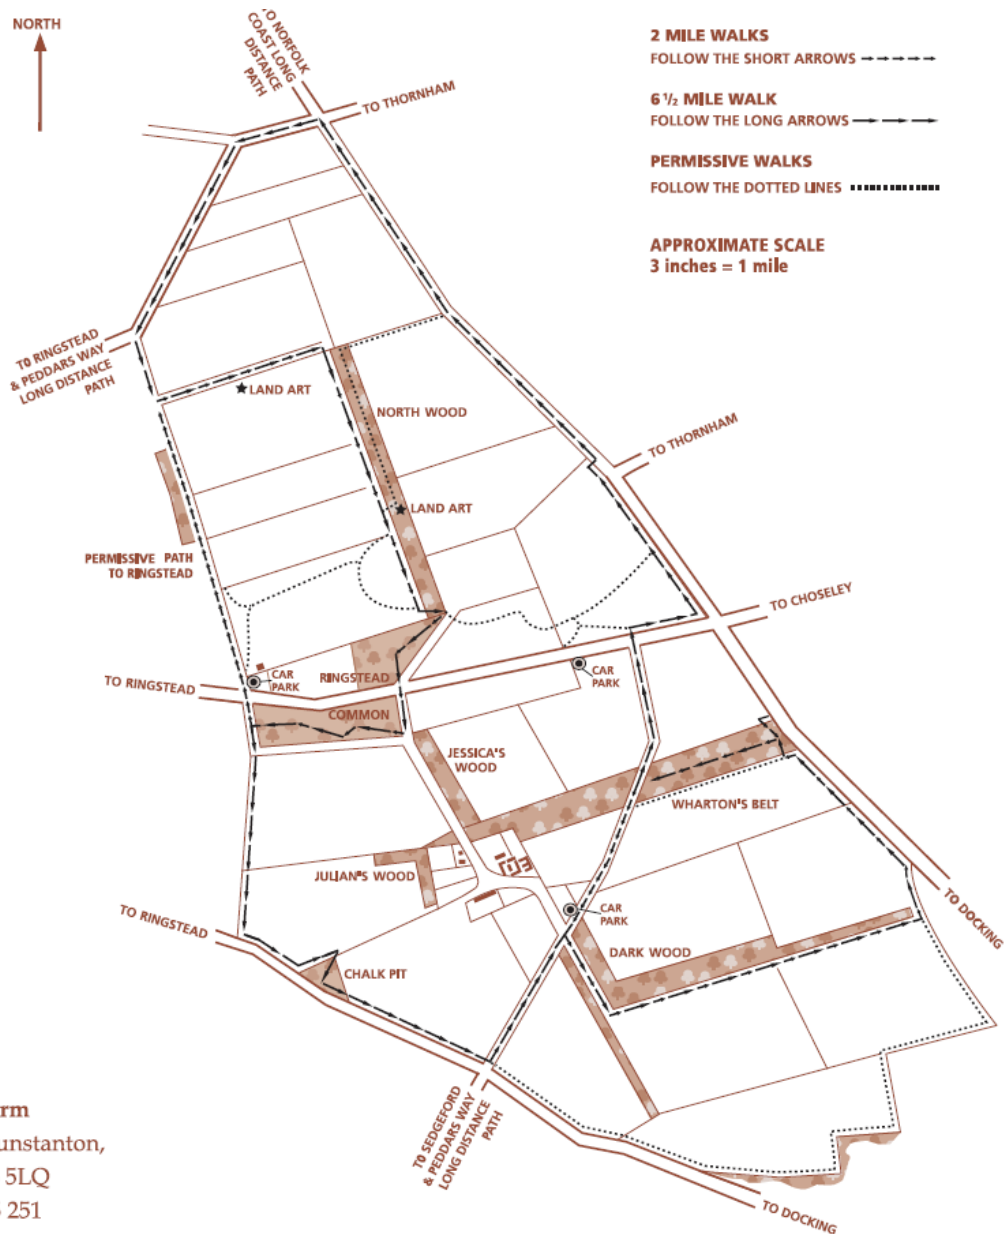 NORTH
TO NORFOLK
COAST LONG
DISTANCE
PATH
TO THORNHAM
2 MILE WALKS
FOLLOW THE SHORT ARROWS
6 1/2 MILE WALK
FOLLOW THE LONG ARROWS
PERMISSIVE WALKS
FOLLOW THE DOTTED LINES
APPROXIMATE SCALE
3 inches = 1 mile
TO RINGSTEAD
& PEDDARS WAY
LONG DISTANCE
PATH
LAND ART
NORTH WOOD
TO THORNHAM
LAND ART
PERMISSIVE PATH
TO RINGSTEAD
TO CHOSELEY
TO RINGSTEAD
CAR
PARK
RINGSTEAD
CAR
PARK
COMMON
JESSICA'S
WOOD
WHARTON'S BELT
JULIAN'S WOOD
TO RINGSTEAD
CAR
PARK
TO DOCKING
DARK WOOD
CHALK PIT
TO SEDGEFORD
& PEDDARS WAY
LONG DISTANCE
PATH
TO DOCKING
rm
unstanton,
5LQ
251